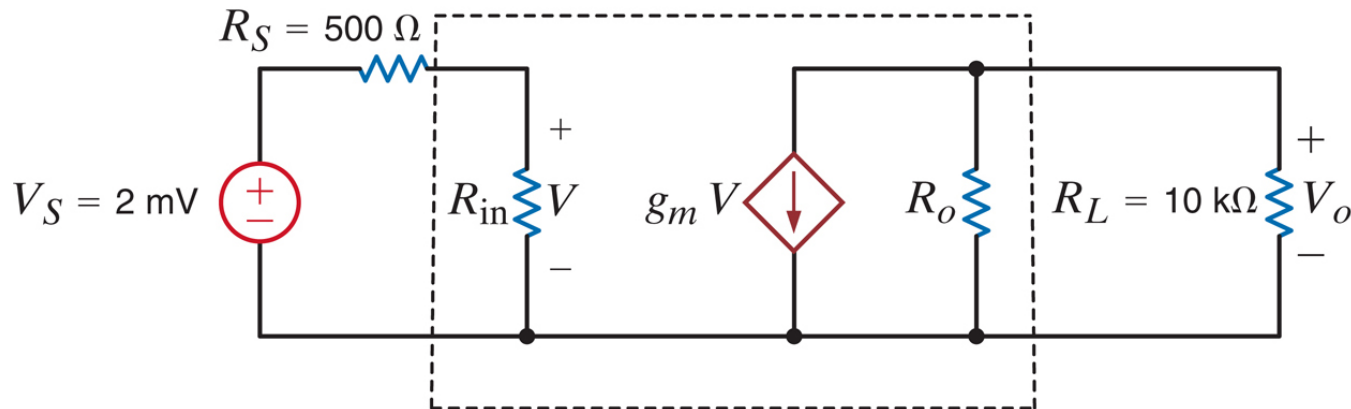 R_S = 500 Ω
V_S = 2 mV
+
−
R_in
+
V
−
g_m V
R_o
R_L = 10 kΩ
+
V_o
−